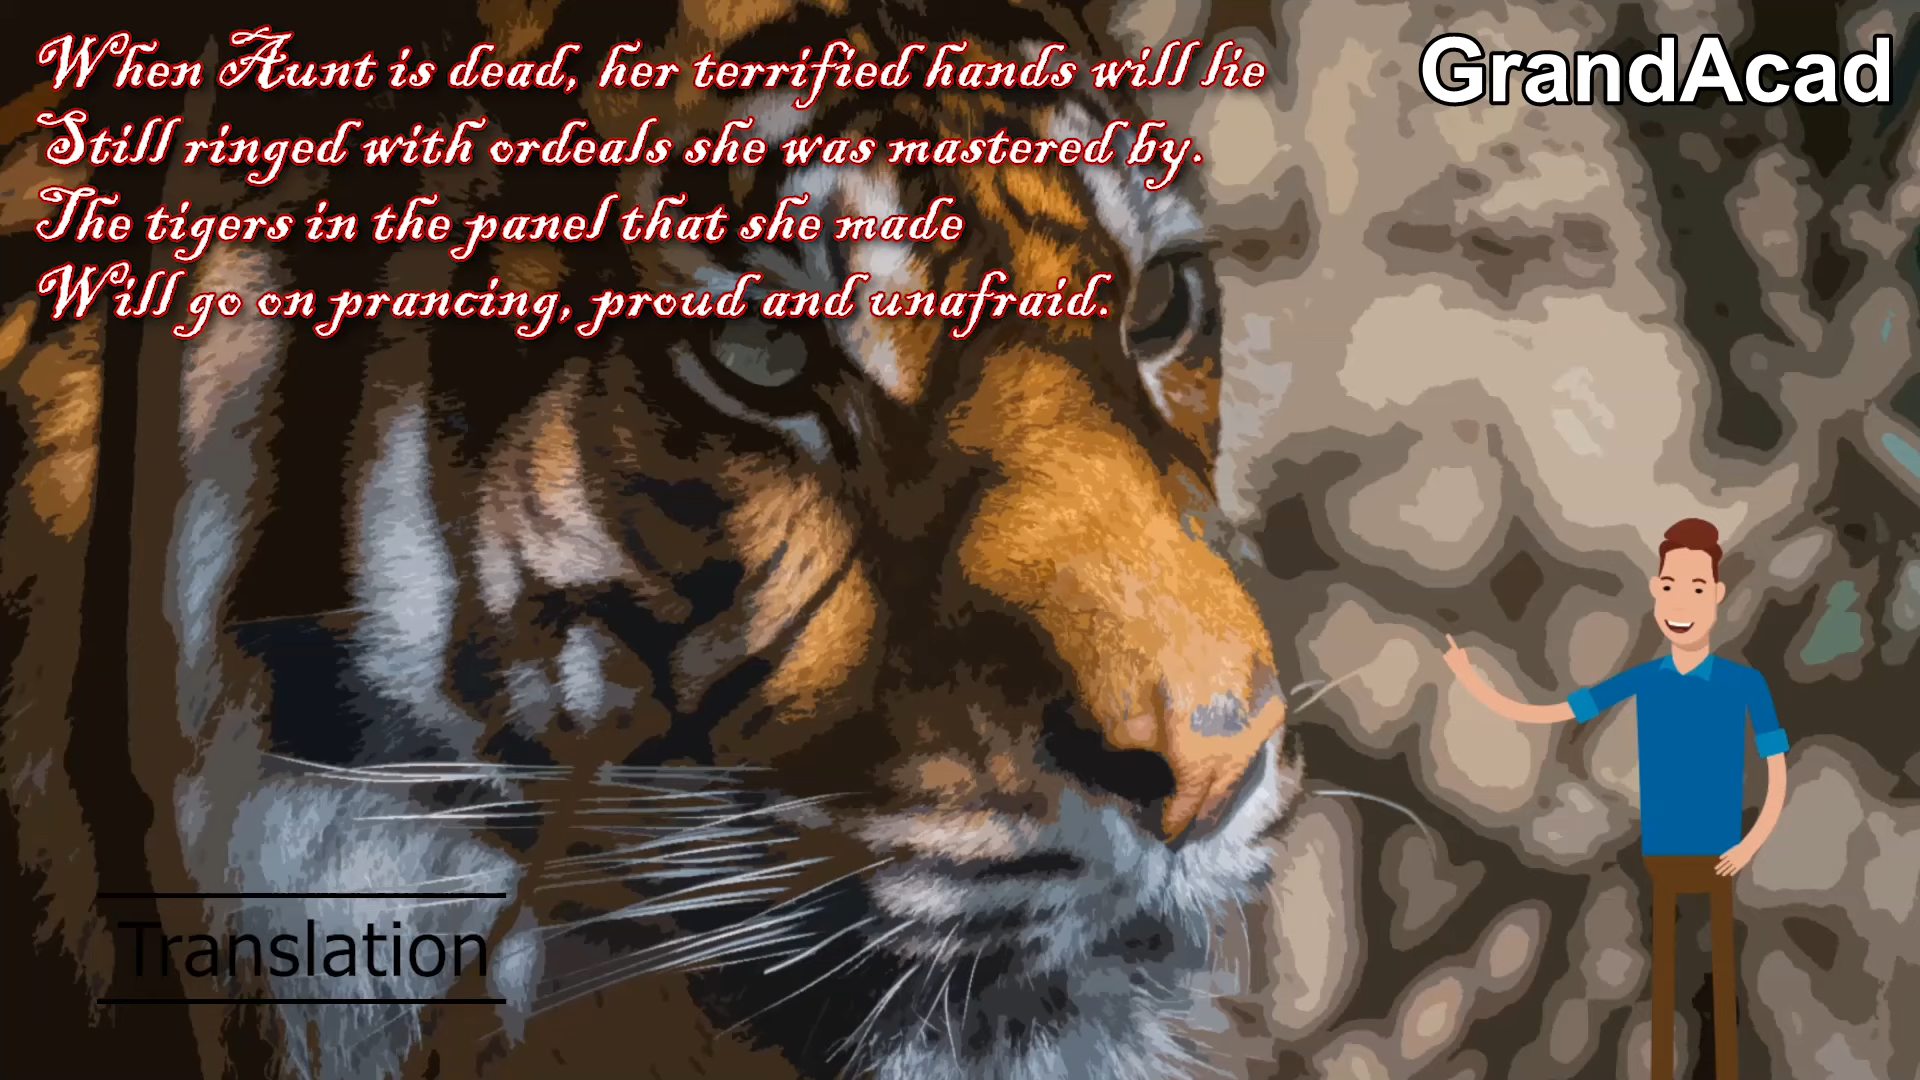 When Aunt is dead, her terrified hands will lie
Still ringed with ordeals she was mastered by.
The tigers in the panel that she made
Will go on prancing, proud and unafraid.
GrandAcad
Translation